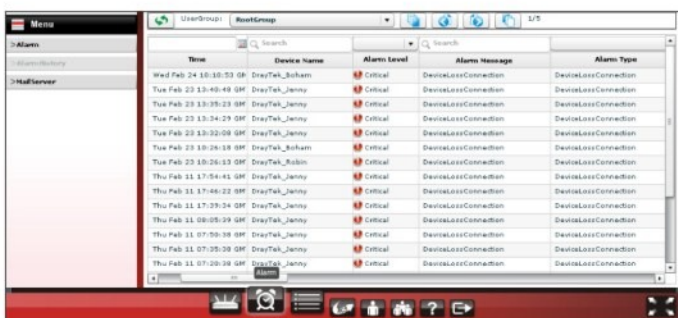 Menu
UserGroup: RootGroup 1/5
>Alarm
>AlarmHistory
>MailServer
Search Search
Time Device Name Alarm Level Alarm Message Alarm Type
Wed Feb 24 10:10:53 GM DrayTek_Boham Critical DeviceLossConnection DeviceLossConnection
Tue Feb 23 13:40:40 GM DrayTek_Jenny Critical DeviceLossConnection DeviceLossConnection
Tue Feb 23 13:35:23 GM DrayTek_Jenny Critical DeviceLossConnection DeviceLossConnection
Tue Feb 23 13:34:29 GM DrayTek_Jenny Critical DeviceLossConnection DeviceLossConnection
Tue Feb 23 13:32:08 GM DrayTek_Jenny Critical DeviceLossConnection DeviceLossConnection
Tue Feb 23 10:26:18 GM DrayTek_Boham Critical DeviceLossConnection DeviceLossConnection
Tue Feb 23 10:26:13 GM DrayTek_Robin Critical DeviceLossConnection DeviceLossConnection
Thu Feb 11 17:54:41 GM DrayTek_Jenny Critical DeviceLossConnection DeviceLossConnection
Thu Feb 11 17:46:22 GM DrayTek_Jenny Critical DeviceLossConnection DeviceLossConnection
Thu Feb 11 17:39:34 GM DrayTek_Jenny Critical DeviceLossConnection DeviceLossConnection
Thu Feb 11 08:05:39 GM DrayTek_Jenny Critical DeviceLossConnection DeviceLossConnection
Thu Feb 11 07:50:38 GM DrayTek_Jenny Critical DeviceLossConnection DeviceLossConnection
Thu Feb 11 07:35:38 GM DrayTek_Jenny Critical DeviceLossConnection DeviceLossConnection
Thu Feb 11 07:20:38 GM DrayTek_Jenny Critical DeviceLossConnection DeviceLossConnection
Alarm